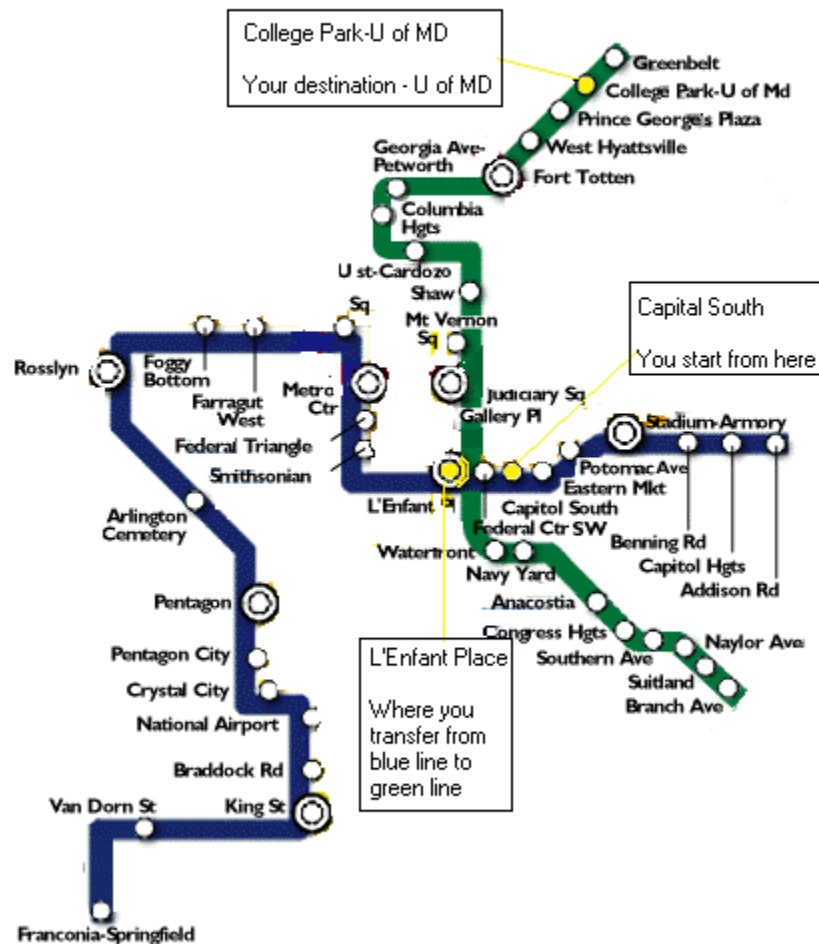 College Park-U of MD
Your destination - U of MD
Greenbelt
College Park-U of Md
Prince George's Plaza
West Hyattsville
Fort Totten
Georgia Ave-
Petworth
Columbia
Hgts
U st-Cardozo
Shaw
Mt Vernon
Sq
Capital South
You start from here
Sq
Rosslyn
Foggy
Bottom
Farragut
West
Metro
Ctr
Judiciary Sq
Gallery Pl
Federal Triangle
Smithsonian
Stadium-Armory
Potomac Ave
Eastern Mkt
L'Enfant Pl
Capitol South
Federal Ctr SW
Benning Rd
Capitol Hgts
Addison Rd
Arlington
Cemetery
Waterfront
Navy Yard
Pentagon
Anacostia
Congress Hgts
Southern Ave
Naylor Ave
Suitland
Branch Ave
Pentagon City
Crystal City
National Airport
L'Enfant Place
Where you
transfer from
blue line to
green line
Braddock Rd
Van Dorn St
King St
Franconia-Springfield